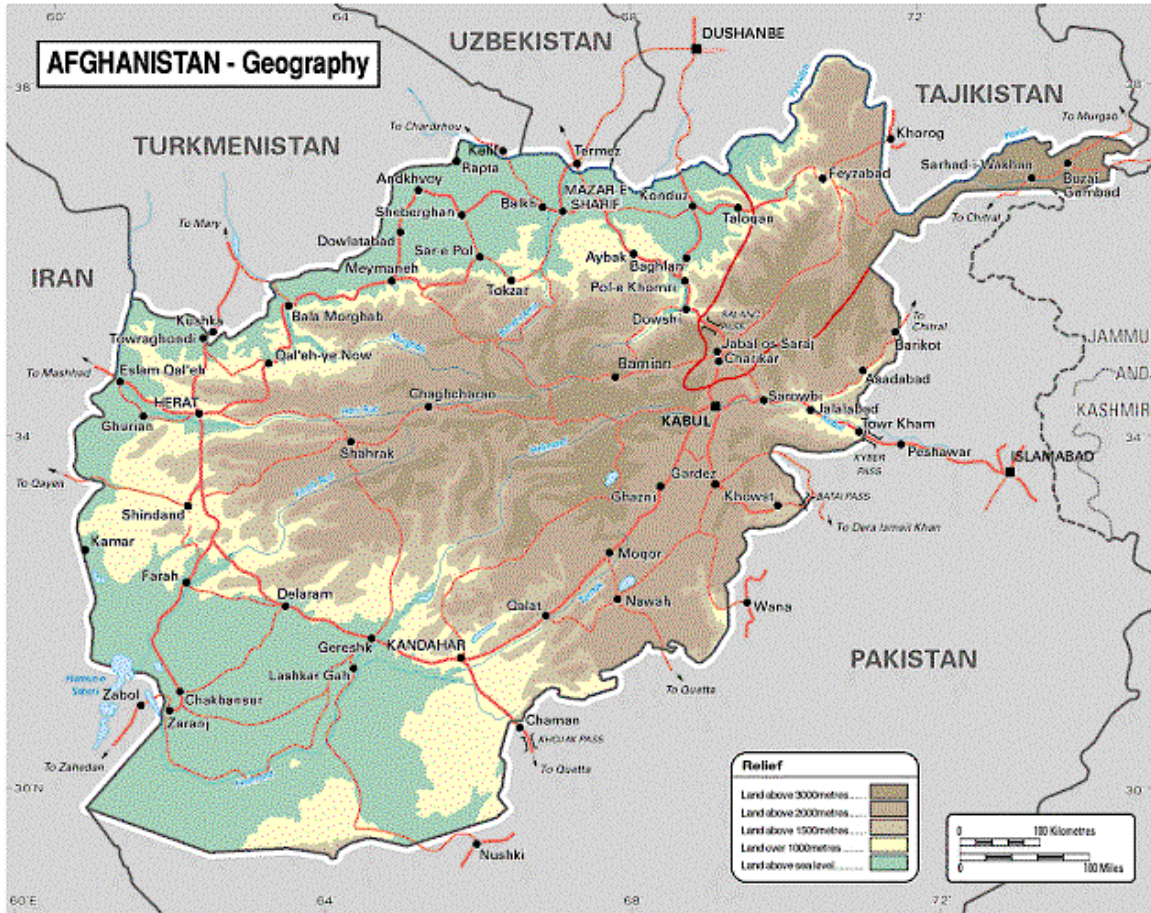 60°
64
68
72
AFGHANISTAN - Geography
UZBEKISTAN
DUSHANBE
38
38
TAJIKISTAN
TURKMENISTAN
To Chardzhou
To Murgab
Khorog
Kelif
Rapta
Termez
Sarhad-i-Wakhan
Buzai
Gombad
Feyzabad
Andkhvoy
MAZAR-E
SHARIF
Balkh
Konduz
Taloqan
Sheberghan
To Chitral
To Mary
Dowlatabad
Sar-e Pol
Aybak
Baghlan
IRAN
Meymaneh
Tokzar
Pol-e Khomri
Bala Morghab
Dowshi
SALANG
To
Chitral
Kushka
Towraghondi
Jabal os Saraj
Barikot
JAMMU
Qal'eh-ye Now
Charikar
To Mashhad
Eslam Qal'eh
Bamian
Asadabad
AND
HERAT
Chaghcharan
Sarowbi
KASHMIR
Ghurian
Hari Rud
KABUL
Jalalabad
34
Towr Kham
34
Shahrak
Helmand
KYBER
PASS
Peshawar
ISLAMABAD
To Qayen
Gardez
Ghazni
Khowst
BATAI PASS
Shindand
To Dera Ismail Khan
Kamar
Moqor
Farah
Delaram
Qalat
Nawah
Wana
Gereshk
KANDAHAR
PAKISTAN
Lashkar Gah
To Quetta
Zabol
Chakhansur
Zaranj
Chaman
KHOJAK PASS
To Zahedan
To Quetta
30°N
30
Relief
Land above 3000metres
Land above 2000metres
Land above 1500metres
Land over 1000metres
Land above sea level
0 100 Kilometres
0 100 Miles
Nushki
60°E
64
68
72